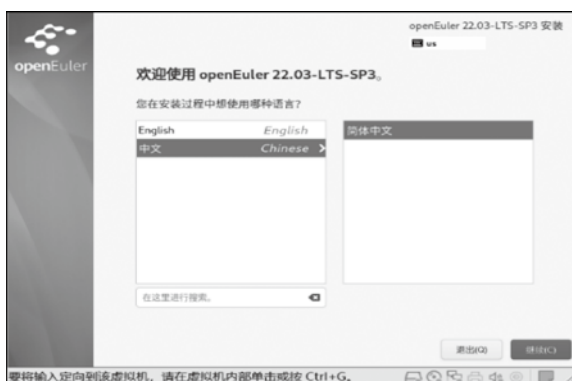 openEuler
openEuler 22.03-LTS-SP3 安装
us
欢迎使用 openEuler 22.03-LTS-SP3。
您在安装过程中想使用哪种语言?
English English
中文 Chinese
简体中文
在这里进行搜索。
退出(Q) 继续(C)
要将输入定向到该虚拟机，请在虚拟机内部单击或按 Ctrl+G。